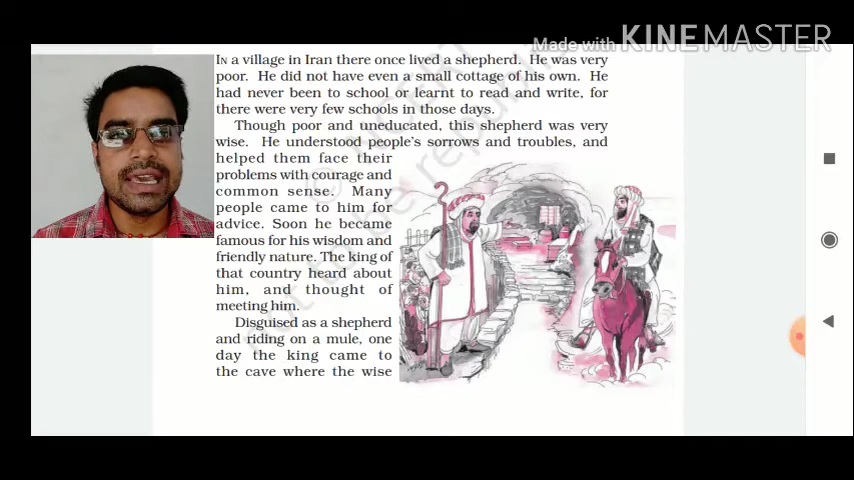 Made with KINEMASTER
IN a village in Iran there once lived a shepherd. He was very
poor. He did not have even a small cottage of his own. He
had never been to school or learnt to read and write, for
there were very few schools in those days.
Though poor and uneducated, this shepherd was very
wise. He understood people's sorrows and troubles, and
helped them face their
problems with courage and
common sense. Many
people came to him for
advice. Soon he became
famous for his wisdom and
friendly nature. The king of
that country heard about
him, and thought of
meeting him.
Disguised as a shepherd
and riding on a mule, one
day the king came to
the cave where the wise
not to be republi